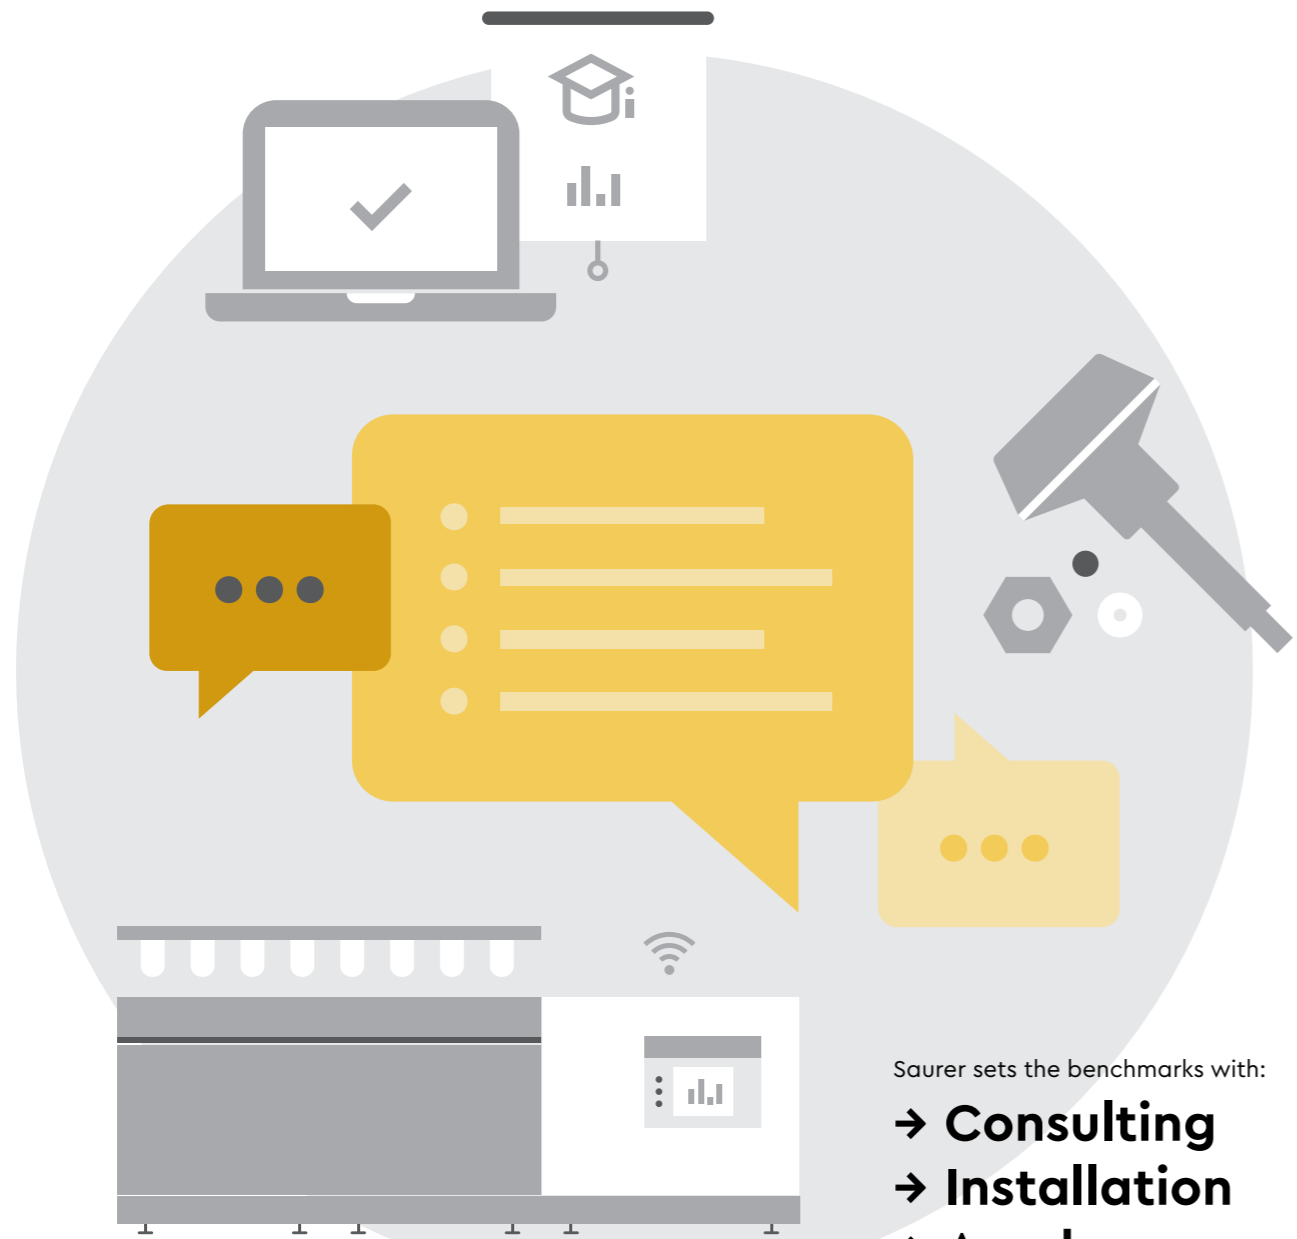 Saurer sets the benchmarks with:
→ Consulting
→ Installation